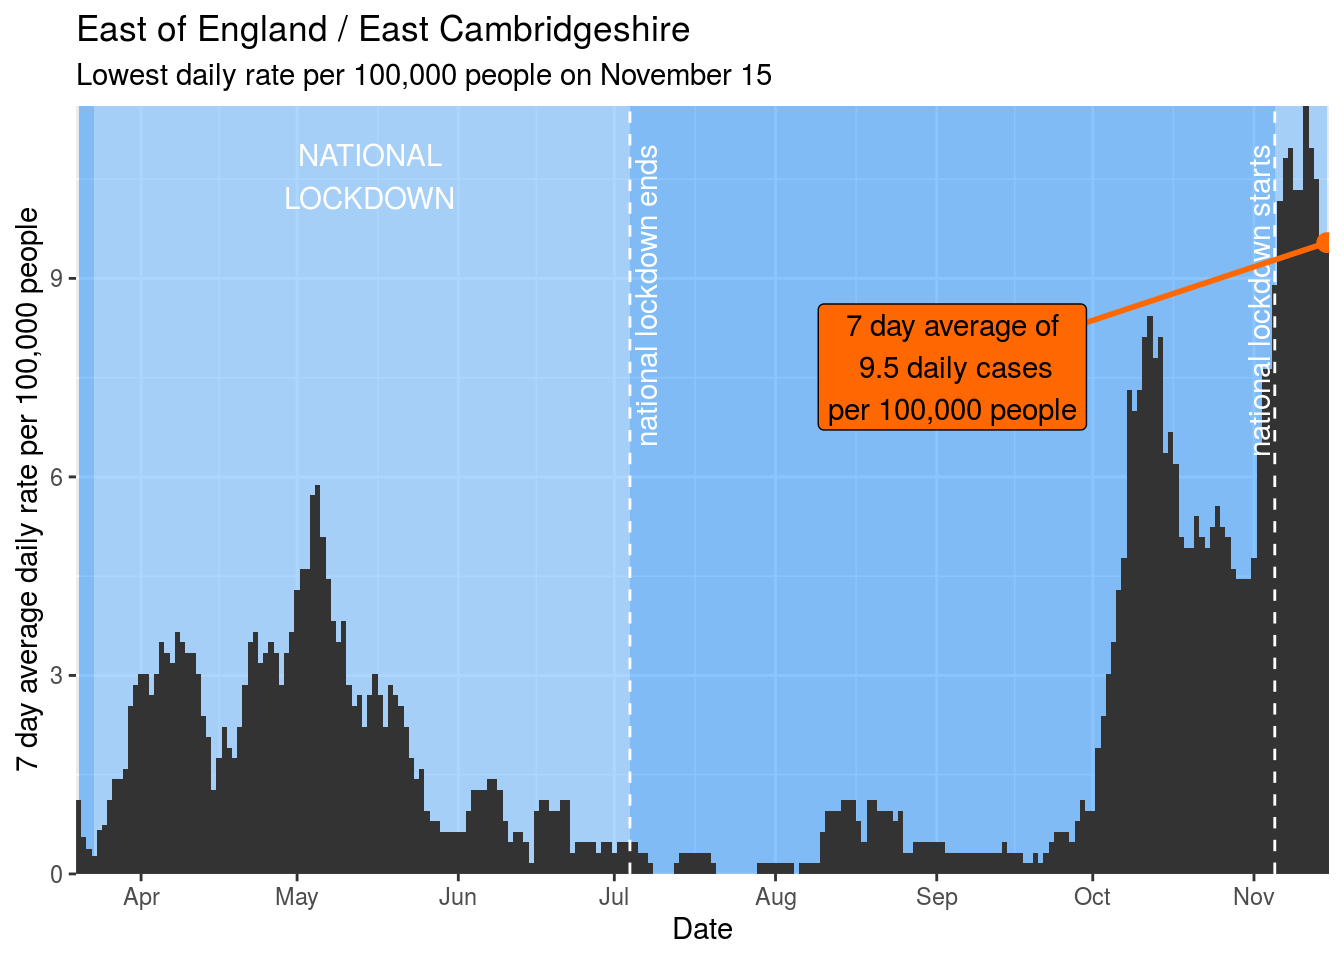 East of England / East Cambridgeshire
Lowest daily rate per 100,000 people on November 15
7 day average daily rate per 100,000 people
NATIONAL
LOCKDOWN
national lockdown ends
national lockdown starts
7 day average of
9.5 daily cases
per 100,000 people
9
6
3
0
Apr
May
Jun
Jul
Aug
Sep
Oct
Nov
Date